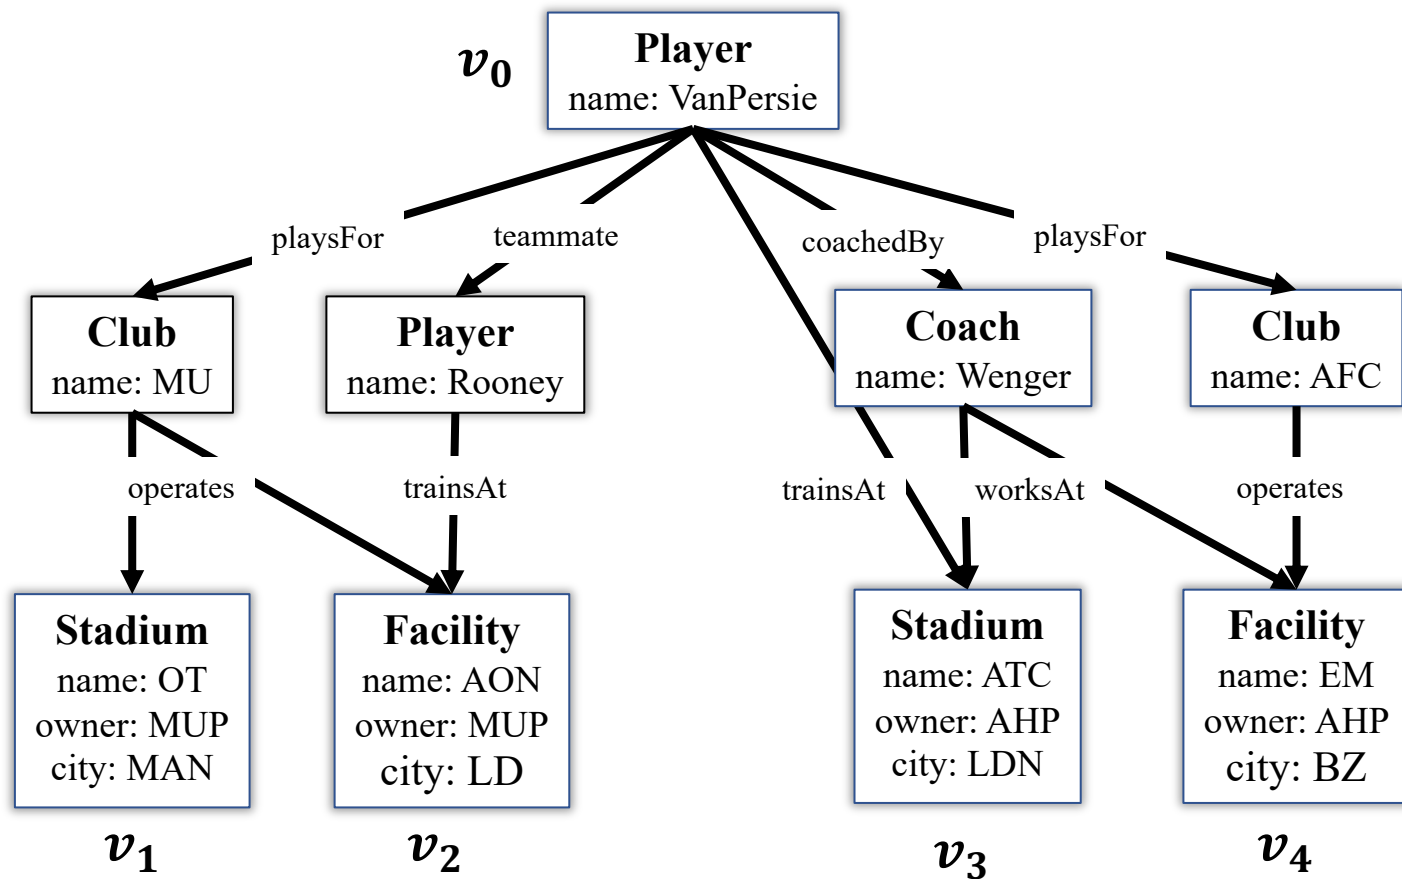 v0
Player
name: VanPersie
playsFor
teammate
coachedBy
playsFor
Club
name: MU
Player
name: Rooney
Coach
name: Wenger
Club
name: AFC
operates
trainsAt
trainsAt
worksAt
operates
Stadium
name: OT
owner: MUP
city: MAN
Facility
name: AON
owner: MUP
city: LD
Stadium
name: ATC
owner: AHP
city: LDN
Facility
name: EM
owner: AHP
city: BZ
v1
v2
v3
v4